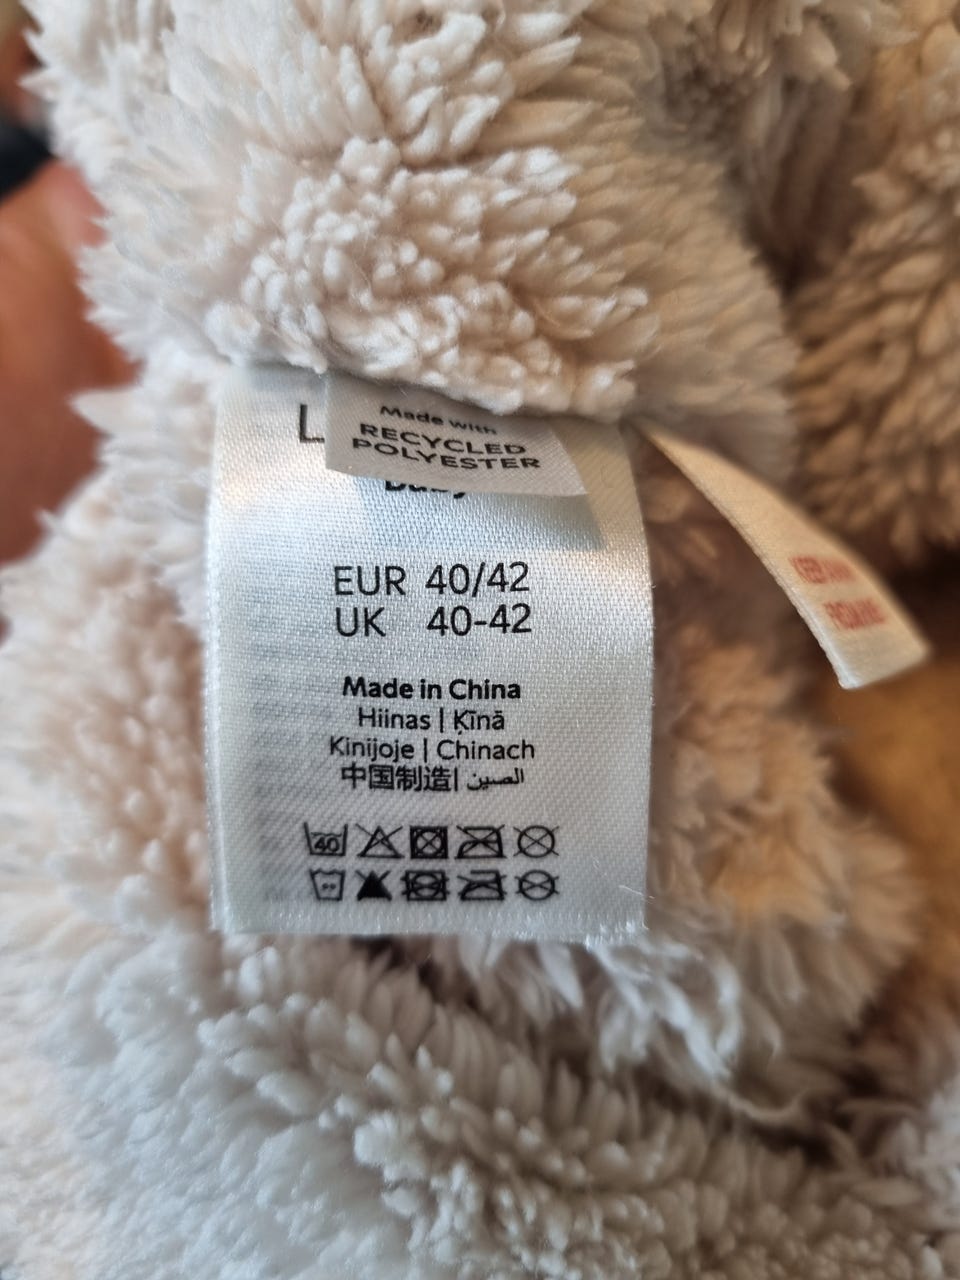 Made with
RECYCLED
POLYESTER
L
EUR 40/42
UK 40-42
Made in China
Hiinas | Ķīnā
Kinijoje | Chinach
中国制造| الصين
40